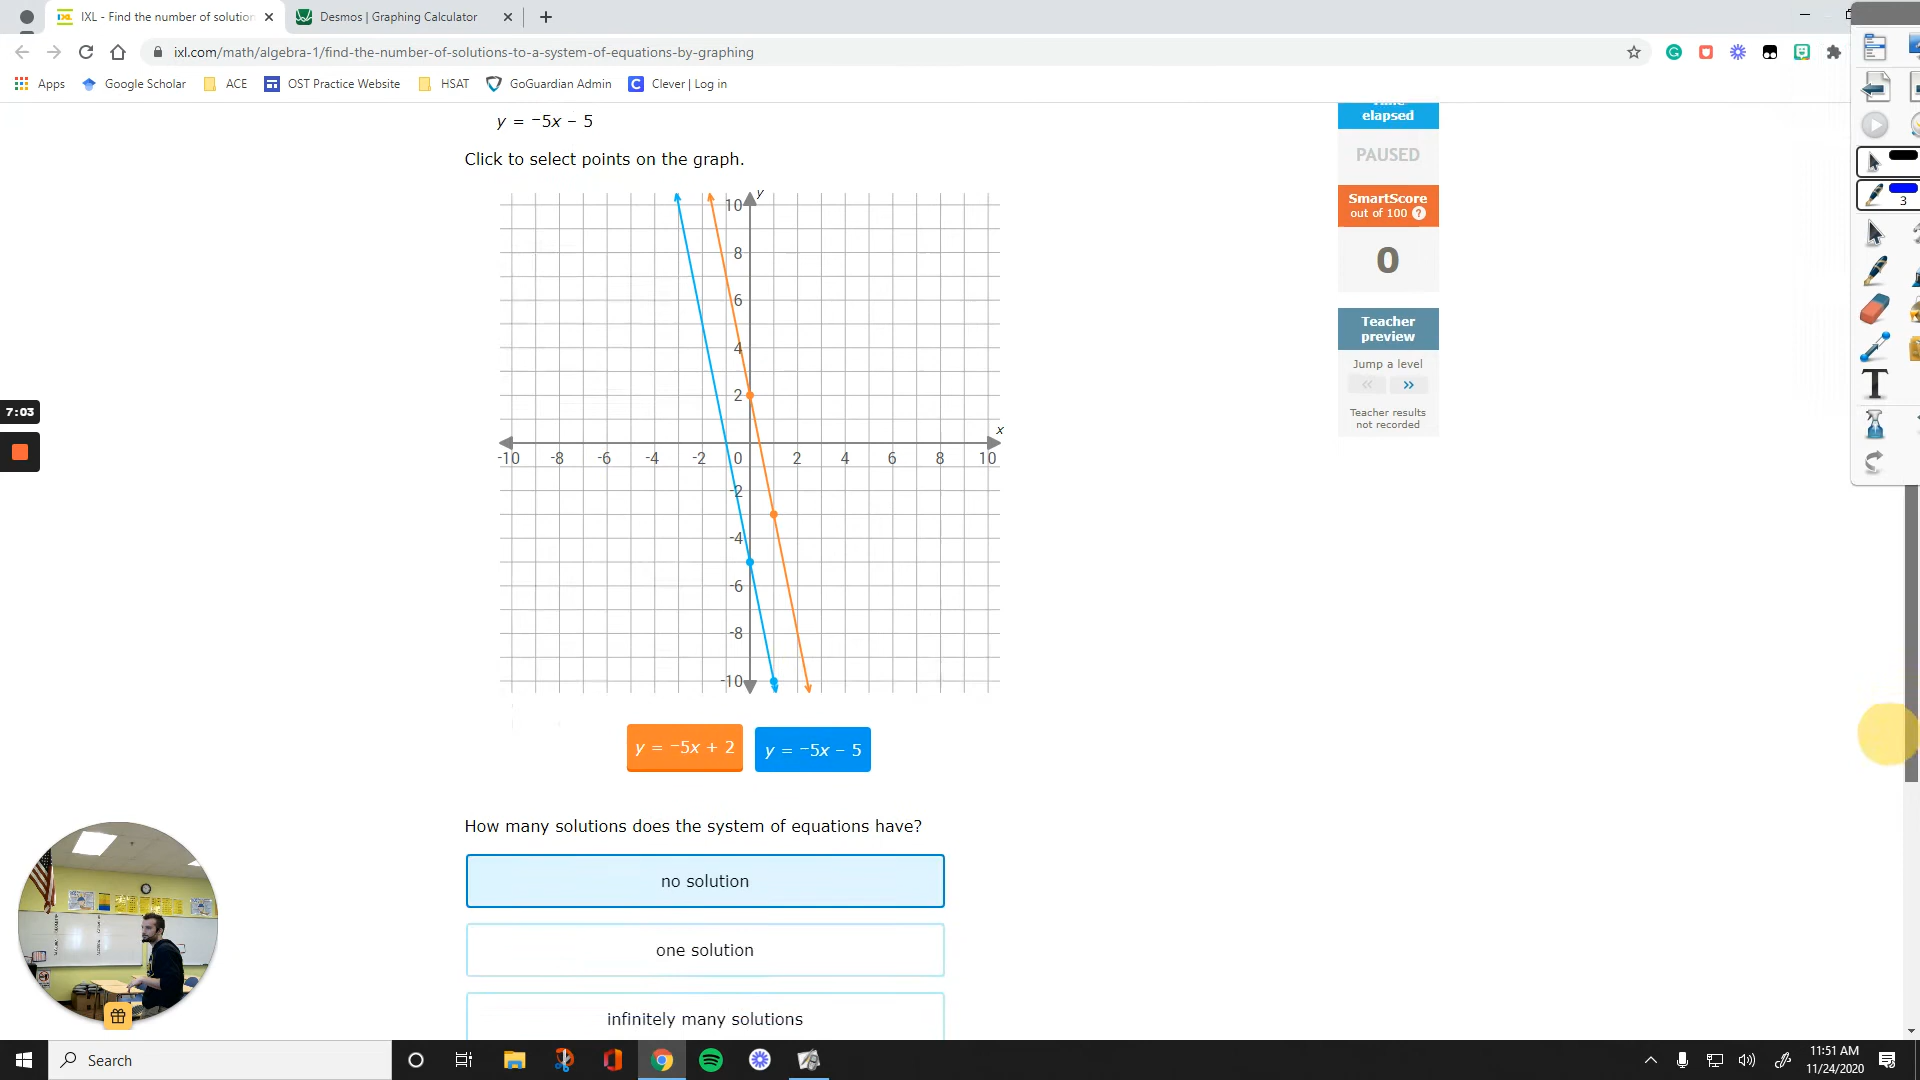 IXL - Find the number of solution
Desmos | Graphing Calculator
ixl.com/math/algebra-1/find-the-number-of-solutions-to-a-system-of-equations-by-graphing
Apps
Google Scholar
ACE
OST Practice Website
HSAT
GoGuardian Admin
C
Clever | Log in
y = ⁻5x − 5
Click to select points on the graph.
y
10
8
6
4
2
x
-10 -8 -6 -4 -2 0 2 4 6 8 10
-2
-4
-6
-8
-10
y = ⁻5x + 2
y = ⁻5x − 5
How many solutions does the system of equations have?
no solution
one solution
infinitely many solutions
elapsed
PAUSED
SmartScore
out of 100 ?
0
Teacher
preview
Jump a level
<< >>
Teacher results
not recorded
7:03
3
T
Search
11:51 AM
11/24/2020